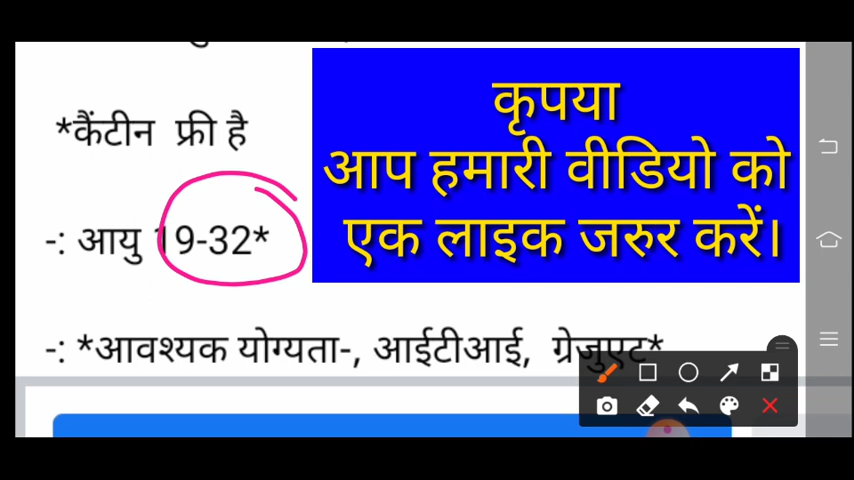 *कैंटीन फ्री है
-: आयु 19-32*
-: *आवश्यक योग्यता-, आईटीआई, ग्रेजुएट*
कृपया
आप हमारी वीडियो को
एक लाइक जरुर करें।